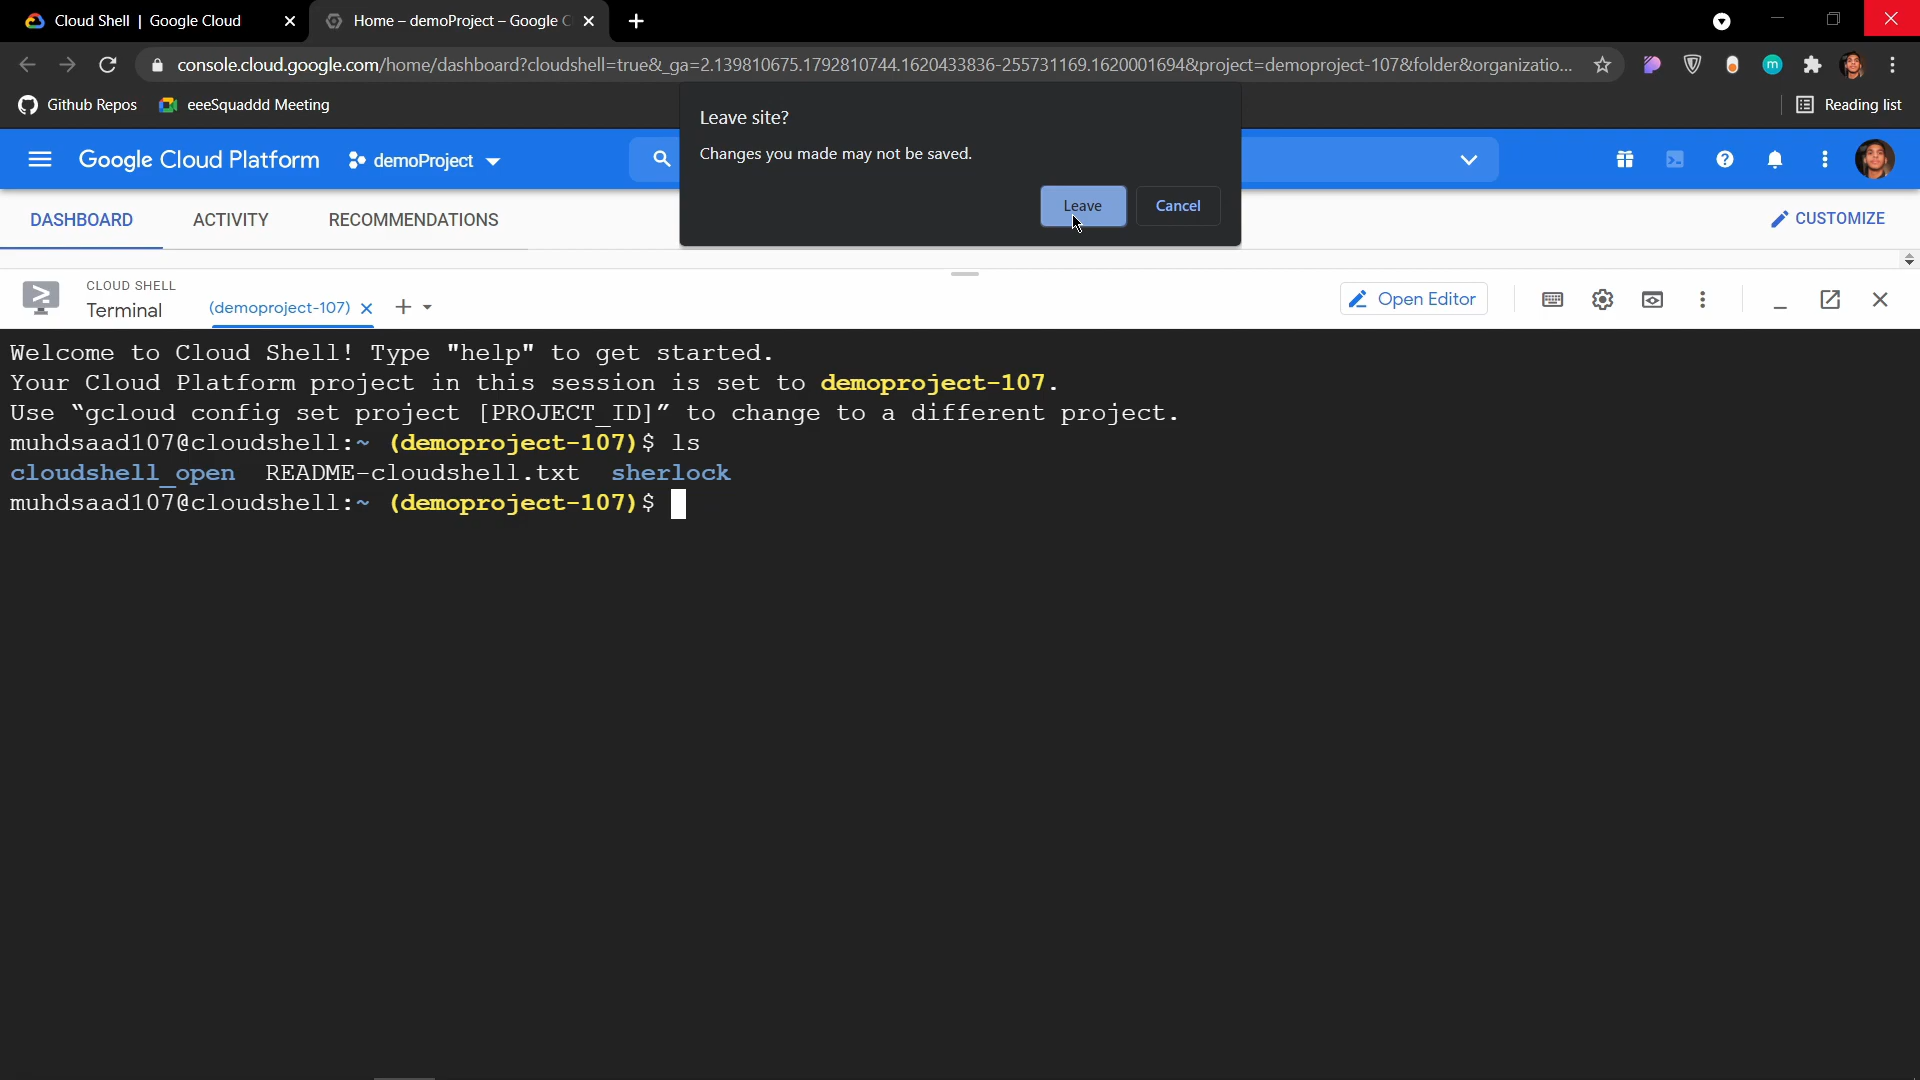 Cloud Shell | Google Cloud
Home – demoProject – Google C
console.cloud.google.com/home/dashboard?cloudshell=true&_ga=2.139810675.1792810744.1620433836-255731169.1620001694&project=demoproject-107&folder&organizatio...
Github Repos
eeeSquaddd Meeting
Reading list
Leave site?
Changes you made may not be saved.
Leave
Cancel
Google Cloud Platform
demoProject
DASHBOARD
ACTIVITY
RECOMMENDATIONS
CUSTOMIZE
CLOUD SHELL
Terminal
(demoproject-107)
Open Editor
Welcome to Cloud Shell! Type "help" to get started.
Your Cloud Platform project in this session is set to demoproject-107.
Use “gcloud config set project [PROJECT_ID]” to change to a different project.
muhdsaad107@cloudshell:~ (demoproject-107)$ ls
cloudshell_open README-cloudshell.txt sherlock
muhdsaad107@cloudshell:~ (demoproject-107)$